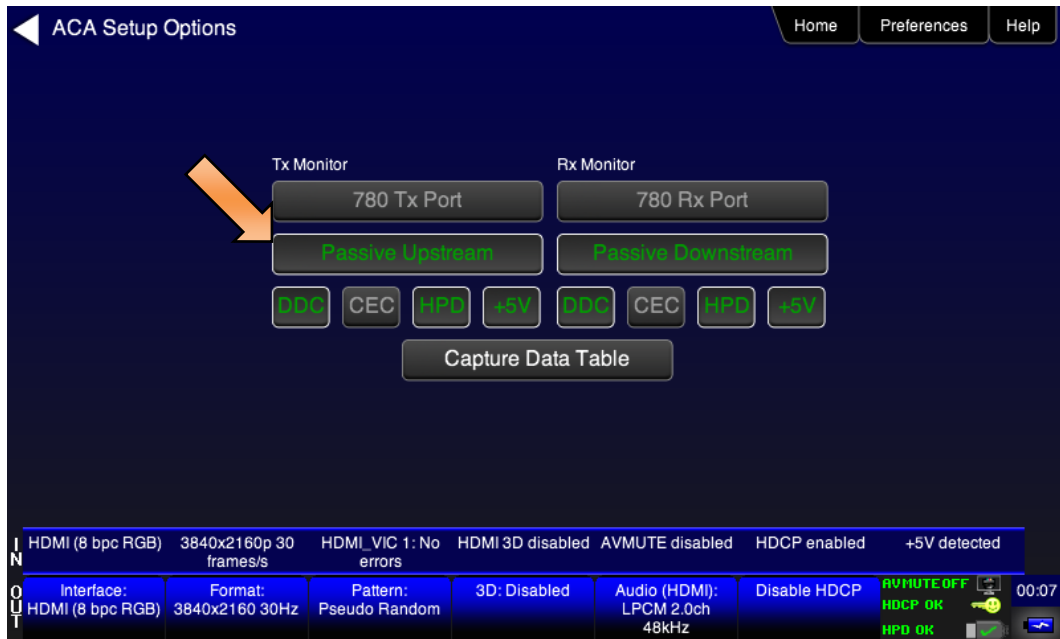 ACA Setup Options
Home
Preferences
Help
Tx Monitor
Rx Monitor
780 Tx Port
780 Rx Port
Passive Upstream
Passive Downstream
DDC
CEC
HPD
+5V
DDC
CEC
HPD
+5V
Capture Data Table
IN
HDMI (8 bpc RGB)
3840x2160p 30
frames/s
HDMI_VIC 1: No
errors
HDMI 3D disabled
AVMUTE disabled
HDCP enabled
+5V detected
OUT
Interface:
HDMI (8 bpc RGB)
Format:
3840x2160 30Hz
Pattern:
Pseudo Random
3D: Disabled
Audio (HDMI):
LPCM 2.0ch
48kHz
Disable HDCP
AVMUTE OFF
HDCP OK
HPD OK
00:07